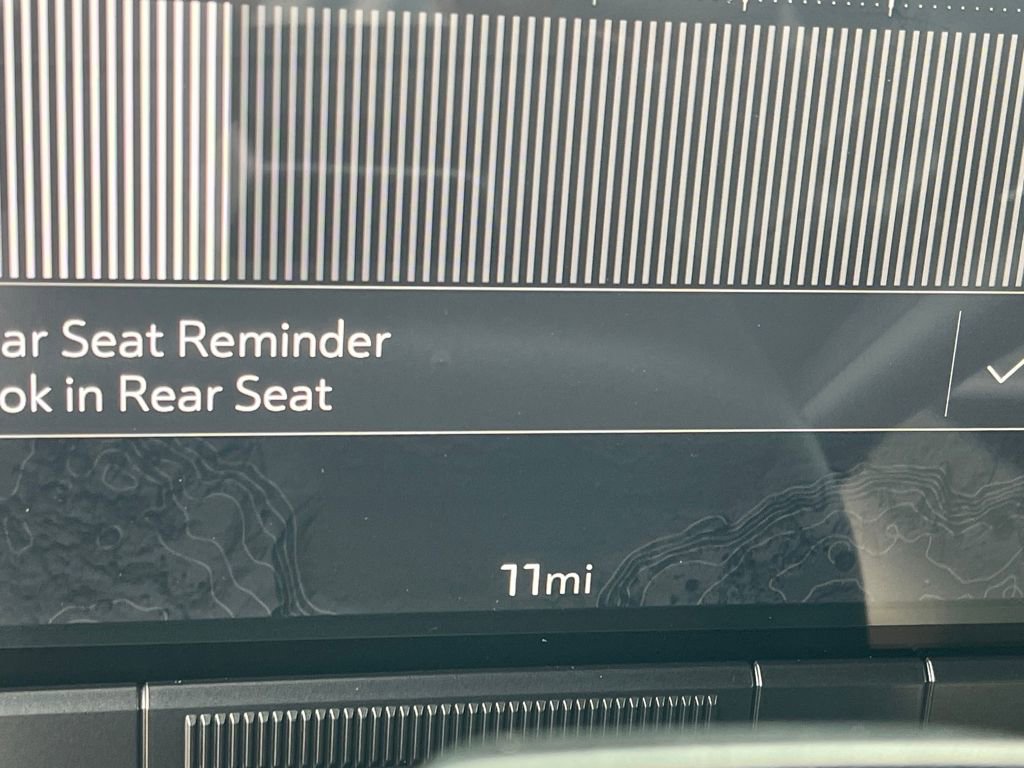 ar Seat Reminder
ok in Rear Seat
11mi